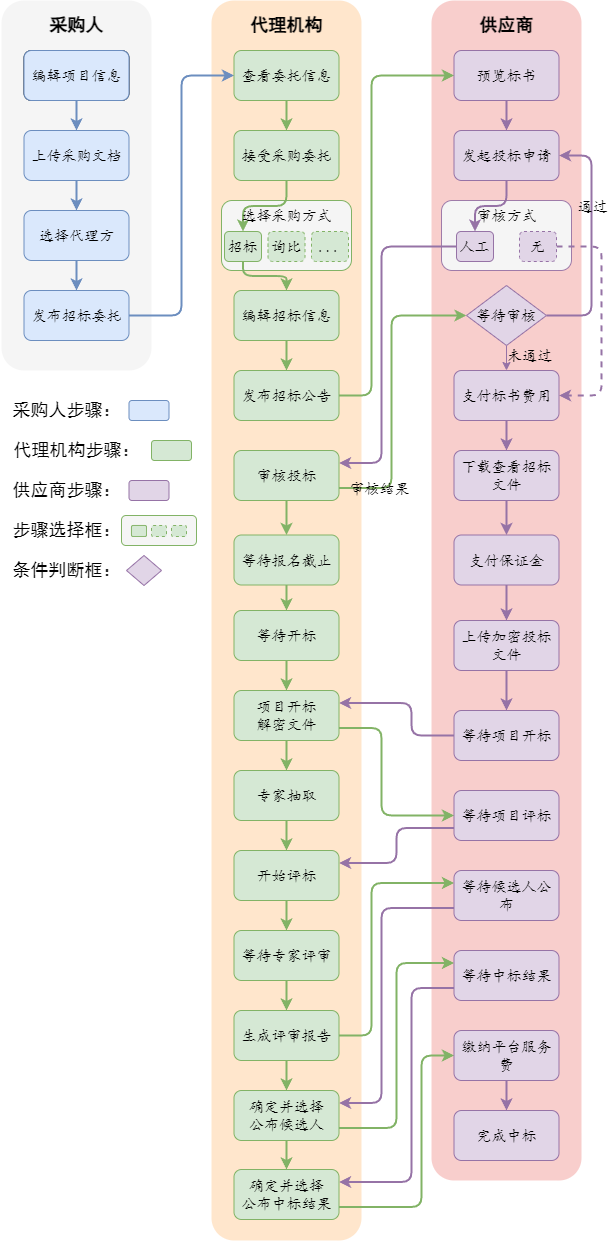 采购人
编辑项目信息
上传采购文档
选择代理方
发布招标委托
采购人步骤：
代理机构步骤：
供应商步骤：
步骤选择框：
条件判断框：
代理机构
查看委托信息
接受采购委托
选择采购方式
招标
询比
...
编辑招标信息
发布招标公告
审核投标
审核结果
等待报名截止
等待开标
项目开标
解密文件
专家抽取
开始评标
等待专家评审
生成评审报告
确定并选择
公布候选人
确定并选择
公布中标结果
供应商
预览标书
发起投标申请
通过
审核方式
人工
无
等待审核
未通过
支付标书费用
下载查看招标
文件
支付保证金
上传加密投标
文件
等待项目开标
等待项目评标
等待候选人公
布
等待中标结果
缴纳平台服务
费
完成中标